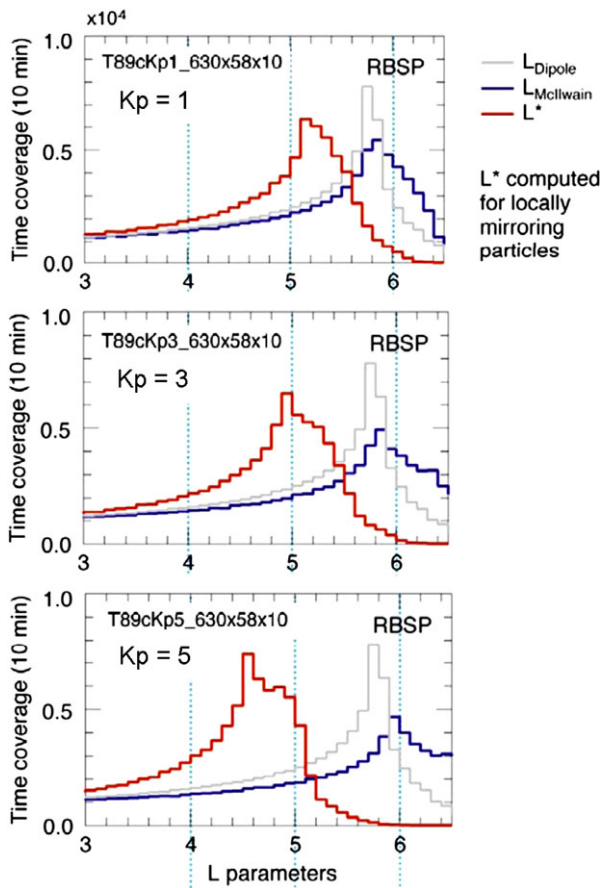 x10⁴
1.0
T89cKp1_630x58x10
RBSP
Kp = 1
0.5
0.0
Time coverage (10 min)
3
4
5
6
L Dipole
L McIlwain
L*
L* computed
for locally
mirroring
particles
1.0
T89cKp3_630x58x10
RBSP
Kp = 3
0.5
0.0
Time coverage (10 min)
3
4
5
6
1.0
T89cKp5_630x58x10
RBSP
Kp = 5
0.5
0.0
Time coverage (10 min)
3
4
5
6
L parameters